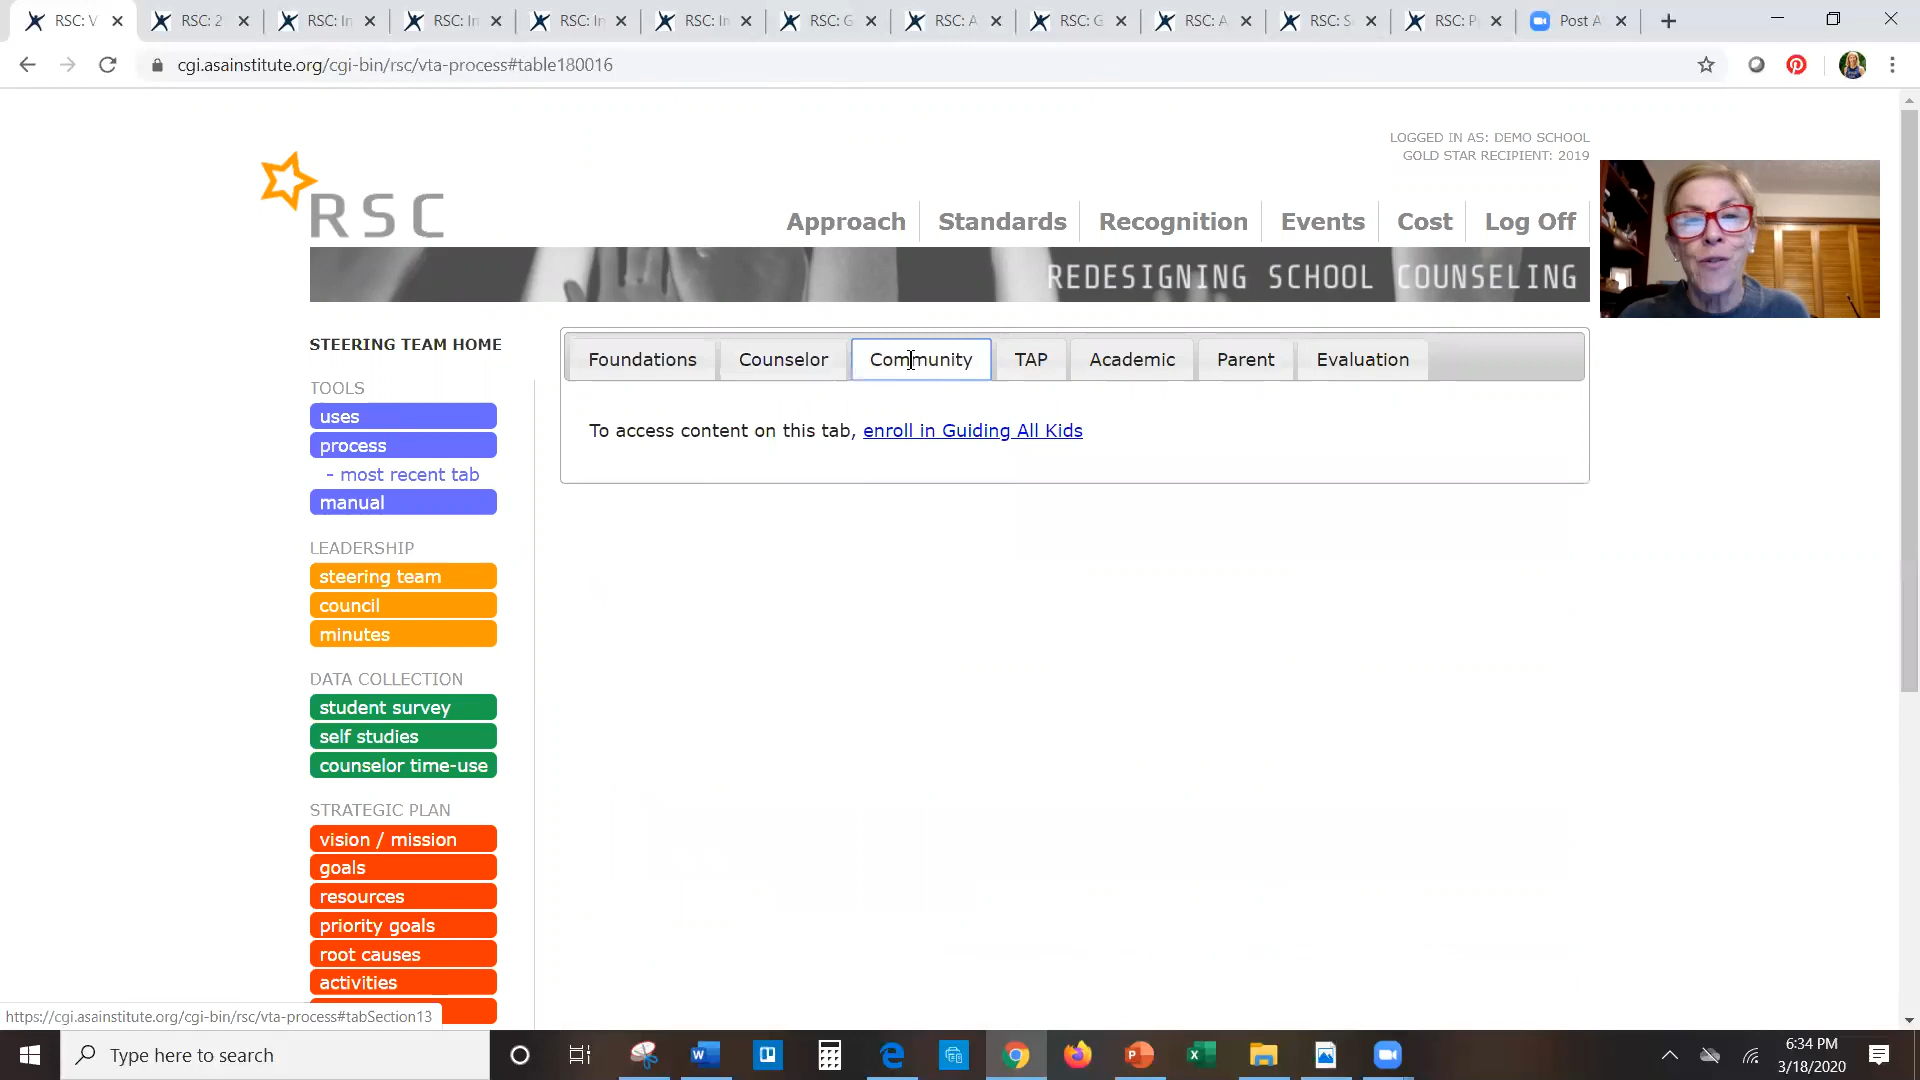 RSC: V
RSC: 2
RSC: In
RSC: In
RSC: In
RSC: In
RSC: G
RSC: A
RSC: G
RSC: A
RSC: S
RSC: P
Post A
cgi.asainstitute.org/cgi-bin/rsc/vta-process#table180016
LOGGED IN AS: DEMO SCHOOL
GOLD STAR RECIPIENT: 2019
RSC
Approach
Standards
Recognition
Events
Cost
Log Off
REDESIGNING SCHOOL COUNSELING
STEERING TEAM HOME
Foundations
Counselor
Community
TAP
Academic
Parent
Evaluation
To access content on this tab, enroll in Guiding All Kids
TOOLS
uses
process
- most recent tab
manual
LEADERSHIP
steering team
council
minutes
DATA COLLECTION
student survey
self studies
counselor time-use
STRATEGIC PLAN
vision / mission
goals
resources
priority goals
root causes
activities
https://cgi.asainstitute.org/cgi-bin/rsc/vta-process#tabSection13
Type here to search
6:34 PM
3/18/2020